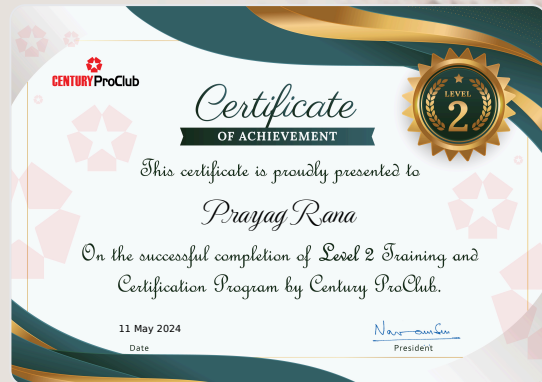 CENTURY ProClub
LEVEL
2
Certificate
OF ACHIEVEMENT
This certificate is proudly presented to
Prayag Rana
On the successful completion of Level 2 Training and
Certification Program by Century ProClub.
11 May 2024
Date
President